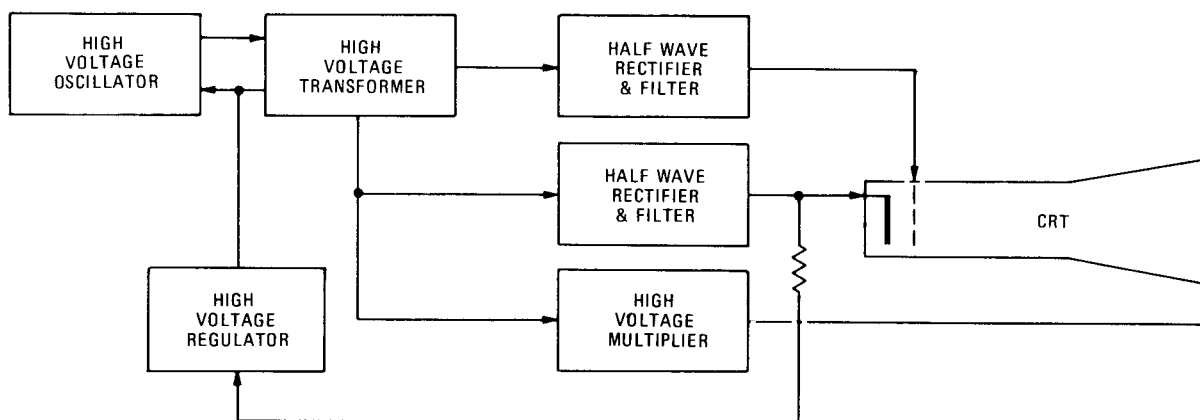 HIGH
VOLTAGE
OSCILLATOR
HIGH
VOLTAGE
TRANSFORMER
HALF WAVE
RECTIFIER
& FILTER
HALF WAVE
RECTIFIER
& FILTER
CRT
HIGH
VOLTAGE
REGULATOR
HIGH
VOLTAGE
MULTIPLIER